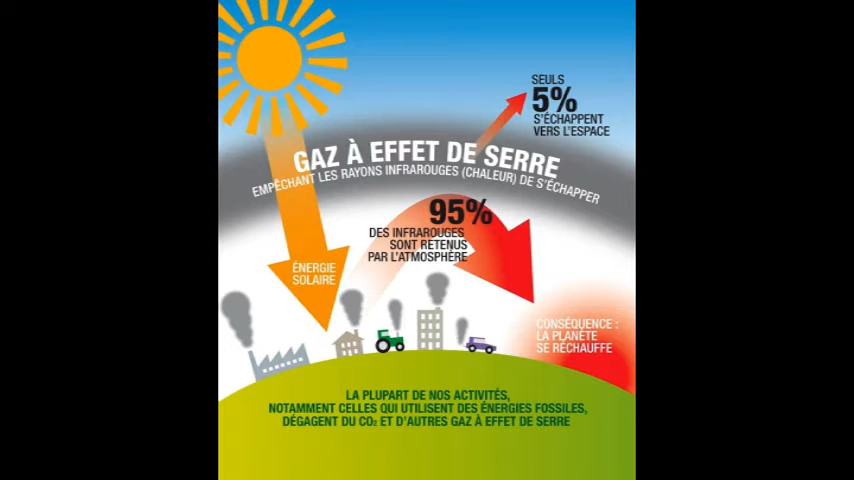 SEULS
5%
S'ÉCHAPPENT
VERS L'ESPACE
GAZ À EFFET DE SERRE
EMPÊCHANT LES RAYONS INFRAROUGES (CHALEUR) DE S'ÉCHAPPER
95%
DES INFRAROUGES
SONT RETENUS
PAR L'ATMOSPHÈRE
ÉNERGIE
SOLAIRE
CONSÉQUENCE :
LA PLANÈTE
SE RÉCHAUFFE
LA PLUPART DE NOS ACTIVITÉS,
NOTAMMENT CELLES QUI UTILISENT DES ÉNERGIES FOSSILES,
DÉGAGENT DU CO₂ ET D'AUTRES GAZ À EFFET DE SERRE